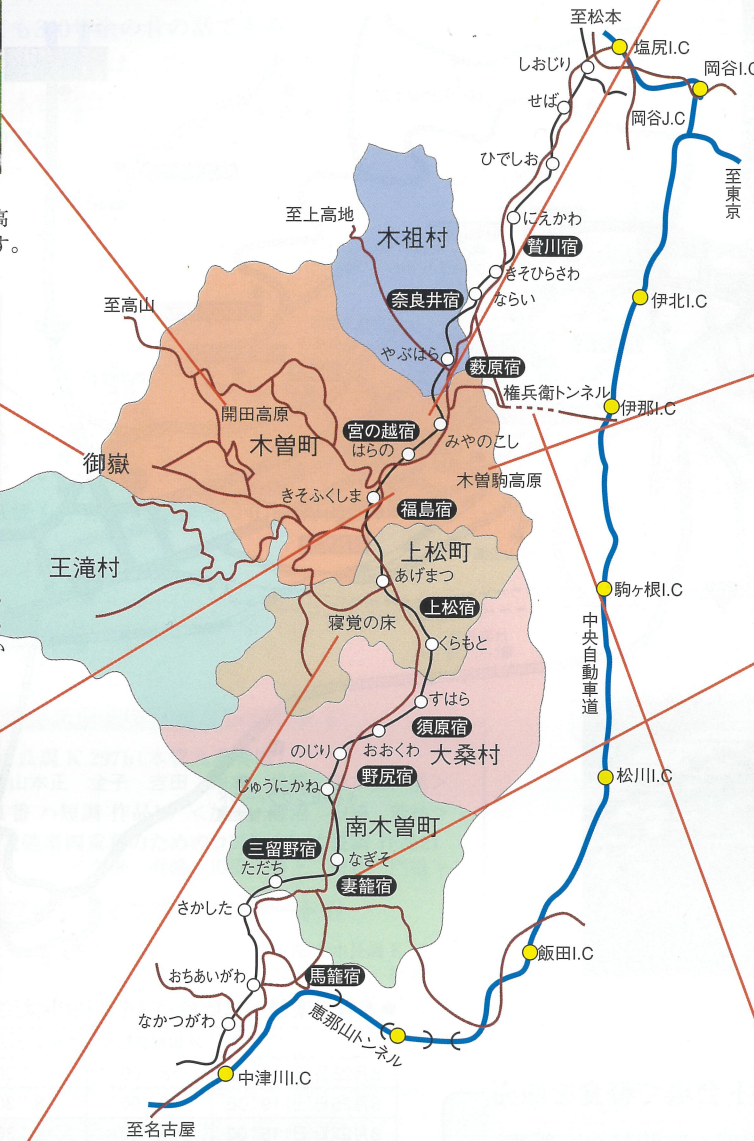 至松本
塩尻I.C
しおじり
岡谷I.C
せば
岡谷J.C
ひでしお
至東京
高
す。
至上高地
木祖村
にえかわ
贄川宿
きそひらさわ
奈良井宿
ならい
伊北I.C
至高山
やぶはら
藪原宿
権兵衛トンネル
伊那I.C
開田高原
宮の越宿
みやのこし
木曽町
はらの
御嶽
木曽駒高原
きそふくしま
福島宿
上松町
王滝村
あげまつ
駒ヶ根I.C
上松宿
寝覚の床
中央自動車道
くらもと
すはら
須原宿
おおくわ
大桑村
のじり
野尻宿
松川I.C
じゅうにかね
南木曽町
三留野宿
なぎそ
ただち
妻籠宿
さかした
飯田I.C
おちあいがわ
馬籠宿
なかつがわ
恵那山トンネル
中津川I.C
至名古屋